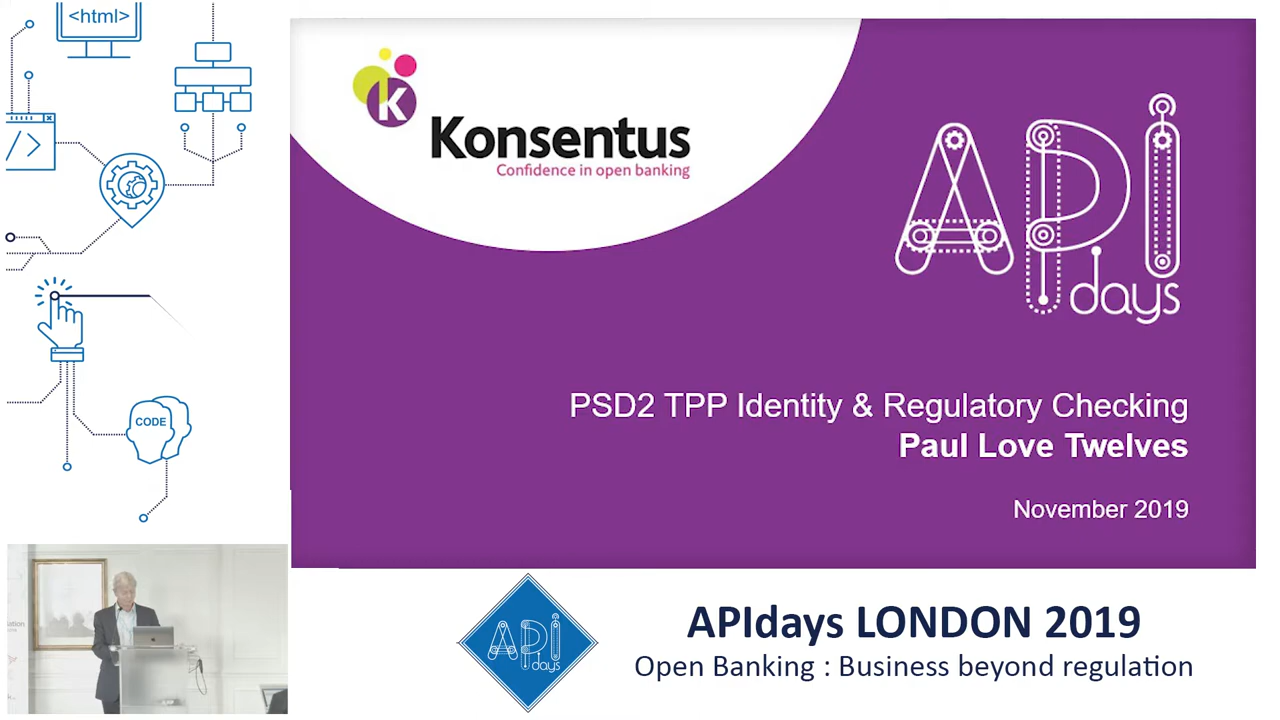 <html>
</>
CODE
k
Konsentus
Confidence in open banking
API
days
PSD2 TPP Identity & Regulatory Checking
Paul Love Twelves
November 2019
API
days
APIdays LONDON 2019
Open Banking : Business beyond regulation